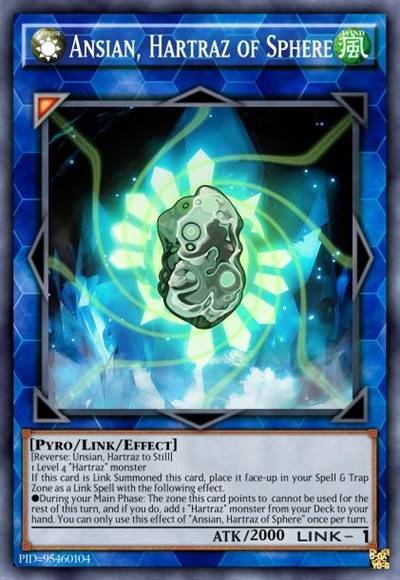 Ansian, Hartraz of Sphere
WIND
風
[Pyro/Link/Effect]
[Reverse: Unsian, Hartraz to Still]
1 Level 4 "Hartraz" monster
If this card is Link Summoned this card, place it face-up in your Spell & Trap
Zone as a Link Spell with the following effect.
●During your Main Phase: The zone this card points to cannot be used for the
rest of this turn, and if you do, add 1 "Hartraz" monster from your Deck to your
hand. You can only use this effect of "Ansian, Hartraz of Sphere" once per turn.
ATK/2000 LINK-1
PID=95460104